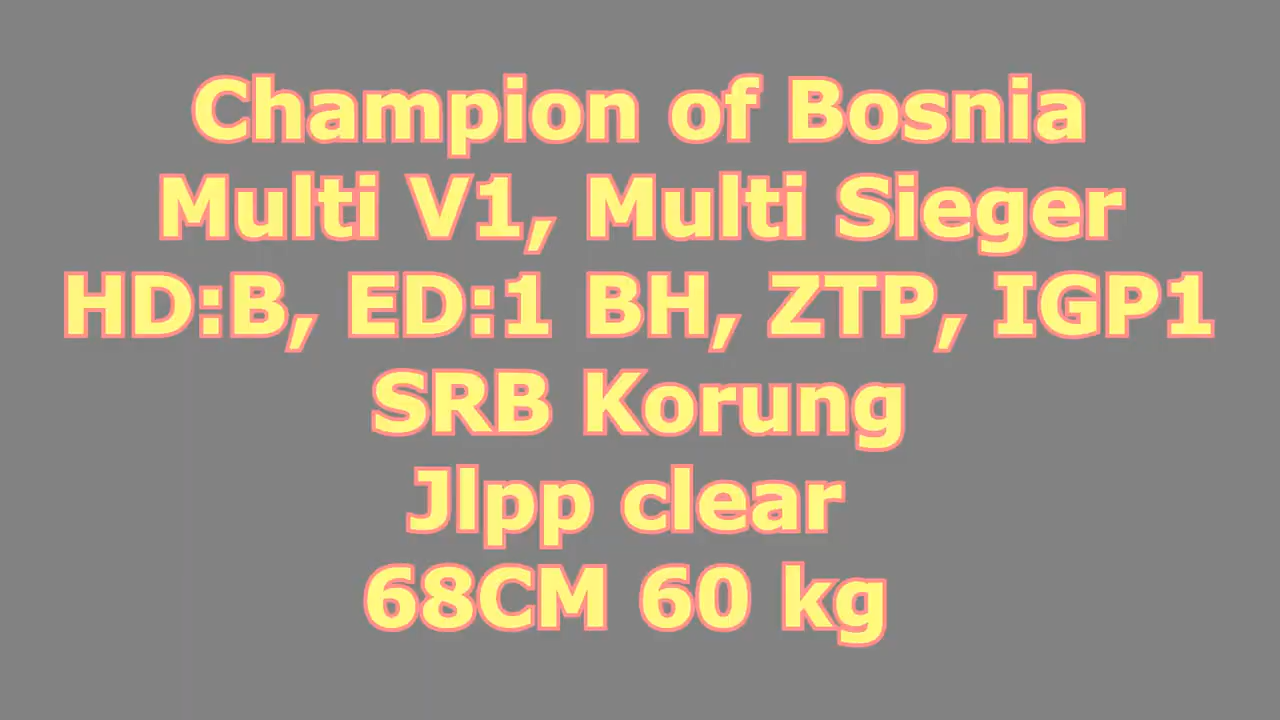 Champion of Bosnia
Multi V1, Multi Sieger
HD:B, ED:1 BH, ZTP, IGP1
SRB Korung
Jlpp clear
68CM 60 kg